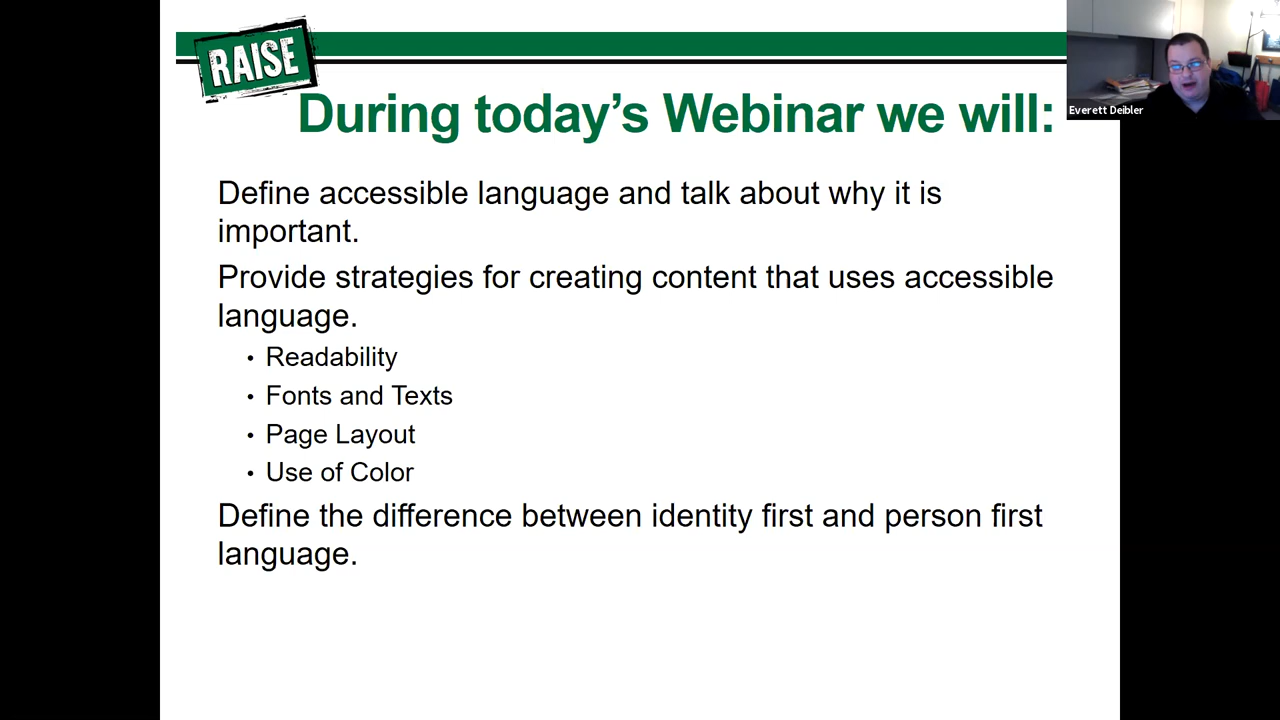 RAISE
During today’s Webinar we will:
Everett Deibler
Define accessible language and talk about why it is
important.
Provide strategies for creating content that uses accessible
language.
• Readability
• Fonts and Texts
• Page Layout
• Use of Color
Define the difference between identity first and person first
language.